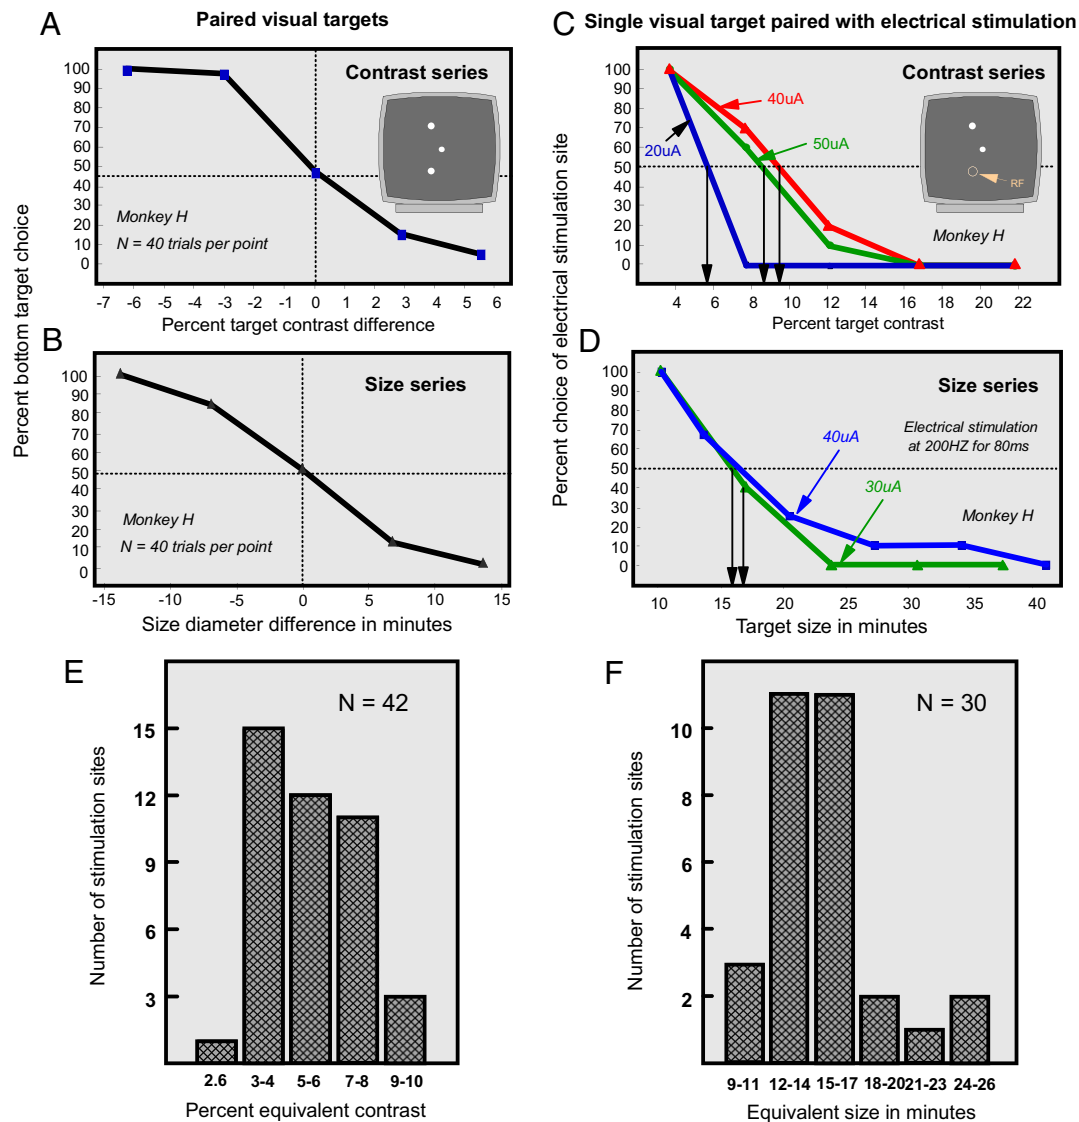 Paired visual targets
Single visual target paired with electrical stimulation
A
Contrast series
Monkey H
N = 40 trials per point
100
90
80
70
60
50
40
30
20
10
0
-7 -6 -5 -4 -3 -2 -1 0 1 2 3 4 5 6
Percent target contrast difference
Percent bottom target choice
B
Size series
Monkey H
N = 40 trials per point
100
90
80
70
60
50
40
30
20
10
0
-15 -10 -5 0 5 10 15
Size diameter difference in minutes
C
Contrast series
40uA
50uA
20uA
RF
Monkey H
100
90
80
70
60
50
40
30
20
10
0
4 6 8 10 12 14 16 18 20 22
Percent target contrast
Percent choice of electrical stimulation site
D
Size series
Electrical stimulation
at 200HZ for 80ms
40uA
30uA
Monkey H
100
90
80
70
60
50
40
30
20
10
0
10 15 20 25 30 35 40
Target size in minutes
E
N = 42
15
12
9
6
3
Number of stimulation sites
2.6 3-4 5-6 7-8 9-10
Percent equivalent contrast
F
N = 30
10
8
6
4
2
Number of stimulation sites
9-11 12-14 15-17 18-20 21-23 24-26
Equivalent size in minutes